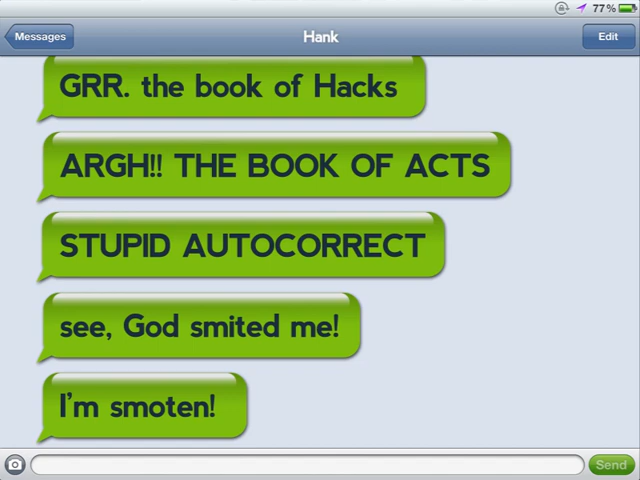 77%
Messages
Hank
Edit
GRR. the book of Hacks
ARGH!! THE BOOK OF ACTS
STUPID AUTOCORRECT
see, God smited me!
I'm smoten!
Send